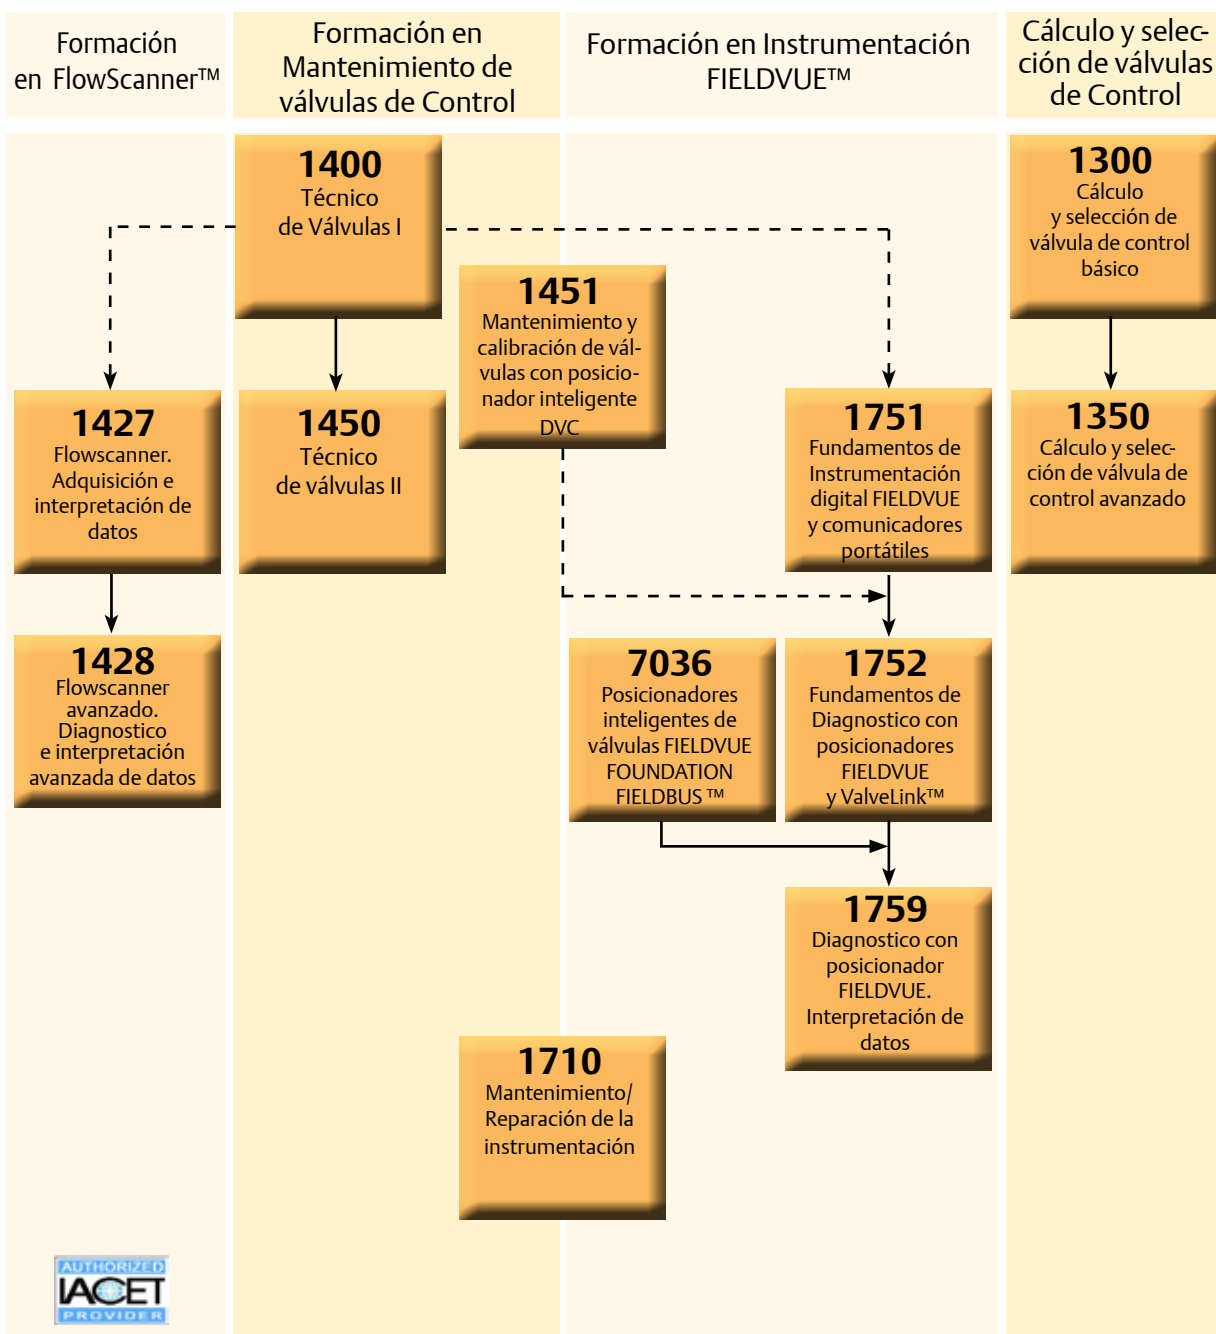 Formación
en FlowScanner™
Formación en
Mantenimiento de
válvulas de Control
Formación en Instrumentación
FIELDVUE™
Cálculo y selec-
ción de válvulas
de Control
1400
Técnico
de Válvulas I
1300
Cálculo
y selección de
válvula de control
básico
1451
Mantenimiento y
calibración de vál-
vulas con posicio-
nador inteligente
DVC
1427
Flowscanner.
Adquisición e
interpretación de
datos
1450
Técnico
de válvulas II
1751
Fundamentos de
Instrumentación
digital FIELDVUE
y comunicadores
portátiles
1350
Cálculo y selec-
ción de válvula de
control avanzado
1428
Flowscanner
avanzado.
Diagnostico
e interpretación
avanzada de datos
7036
Posicionadores
inteligentes de
válvulas FIELDVUE
FOUNDATION
FIELDBUS ™
1752
Fundamentos de
Diagnostico con
posicionadores
FIELDVUE
y ValveLink™
1759
Diagnostico con
posicionador
FIELDVUE.
Interpretación de
datos
1710
Mantenimiento/
Reparación de la
instrumentación
AUTHORIZED
IACET
PROVIDER